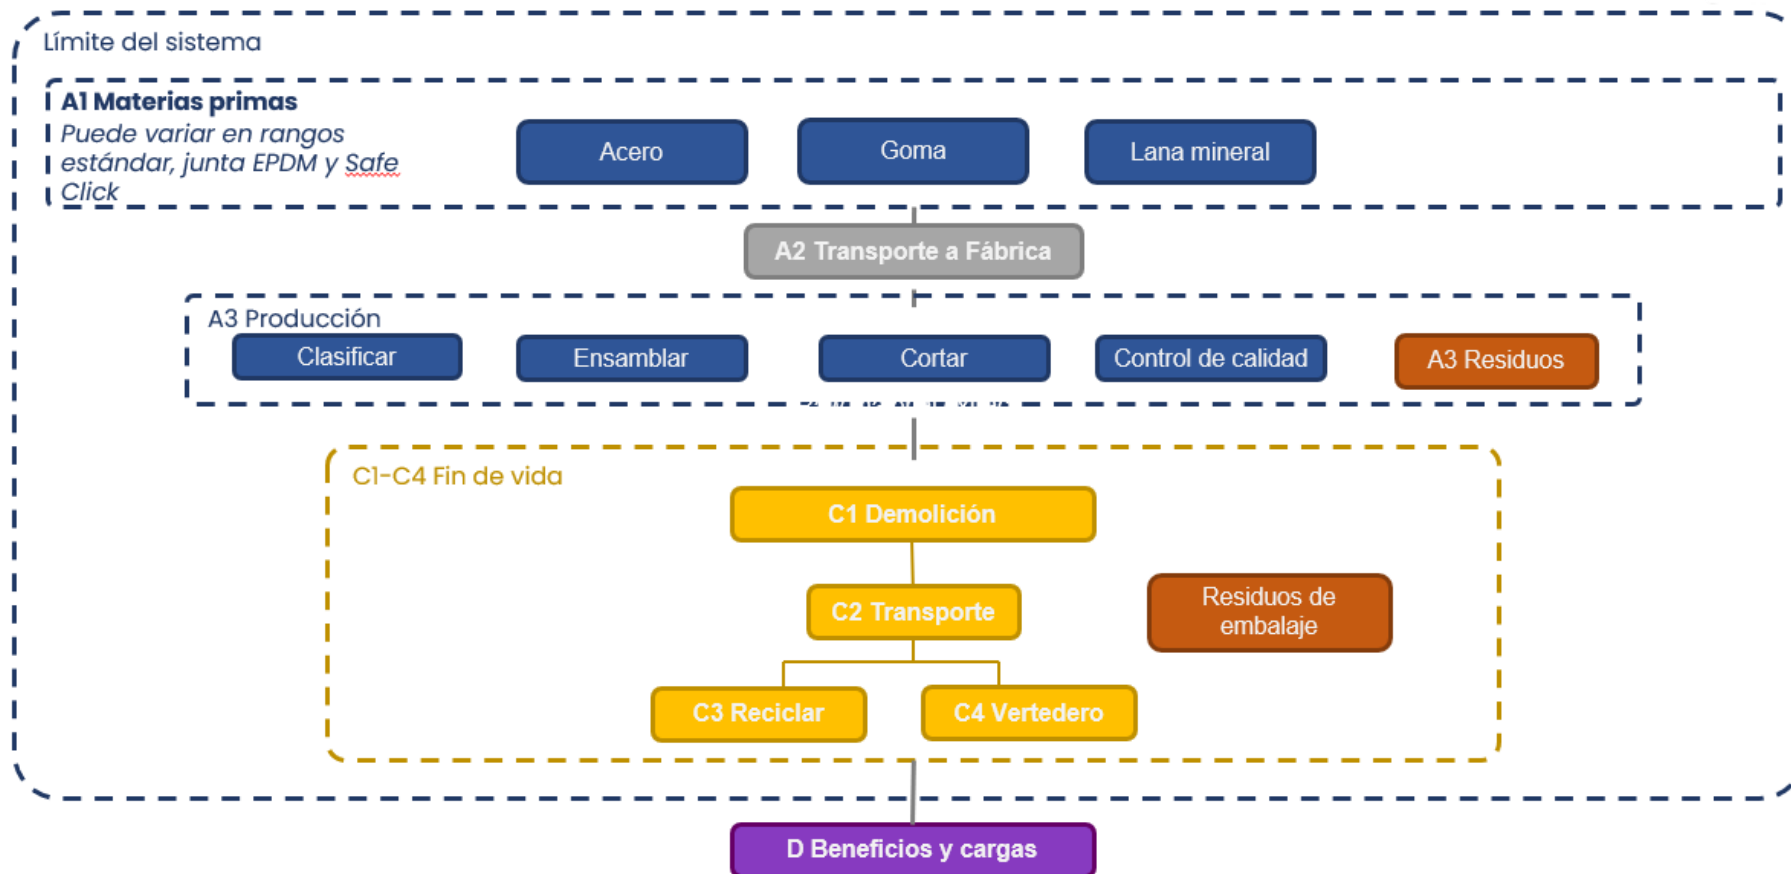 Límite del sistema
A1 Materias primas
Puede variar en rangos
estándar, junta EPDM y Safe
Click
Acero
Goma
Lana mineral
A2 Transporte a Fábrica
A3 Producción
Clasificar
Ensamblar
Cortar
Control de calidad
A3 Residuos
C1-C4 Fin de vida
C1 Demolición
C2 Transporte
Residuos de
embalaje
C3 Reciclar
C4 Vertedero
D Beneficios y cargas